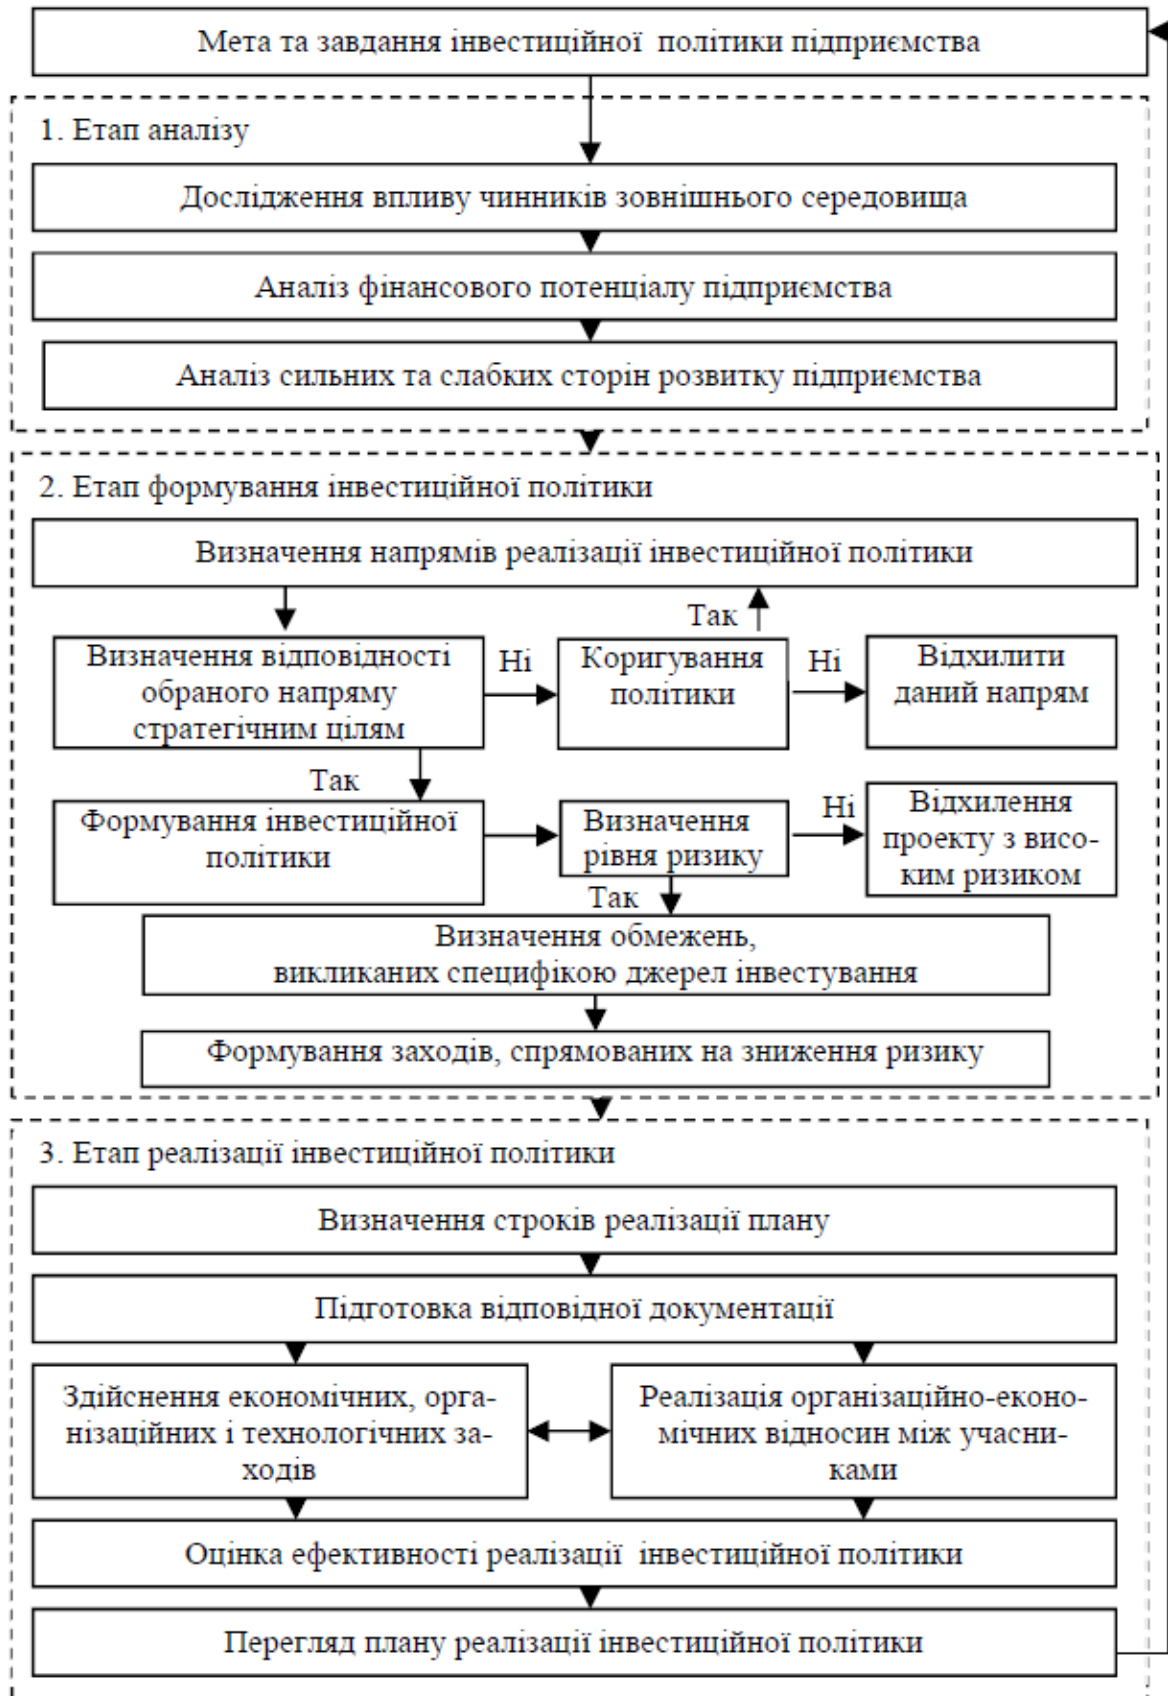 Мета та завдання інвестиційної політики підприємства
1. Етап аналізу
Дослідження впливу чинників зовнішнього середовища
Аналіз фінансового потенціалу підприємства
Аналіз сильних та слабких сторін розвитку підприємства
2. Етап формування інвестиційної політики
Визначення напрямів реалізації інвестиційної політики
Так
Визначення відповідності
обраного напряму
стратегічним цілям
Ні
Коригування
політики
Ні
Відхилити
даний напрям
Так
Формування інвестиційної
політики
Визначення
рівня ризику
Ні
Відхилення
проекту з висо-
ким ризиком
Так
Визначення обмежень,
викликаних специфікою джерел інвестування
Формування заходів, спрямованих на зниження ризику
3. Етап реалізації інвестиційної політики
Визначення строків реалізації плану
Підготовка відповідної документації
Здійснення економічних, орга-
нізаційних і технологічних за-
ходів
Реалізація організаційно-еконо-
мічних відносин між учасни-
ками
Оцінка ефективності реалізації інвестиційної політики
Перегляд плану реалізації інвестиційної політики